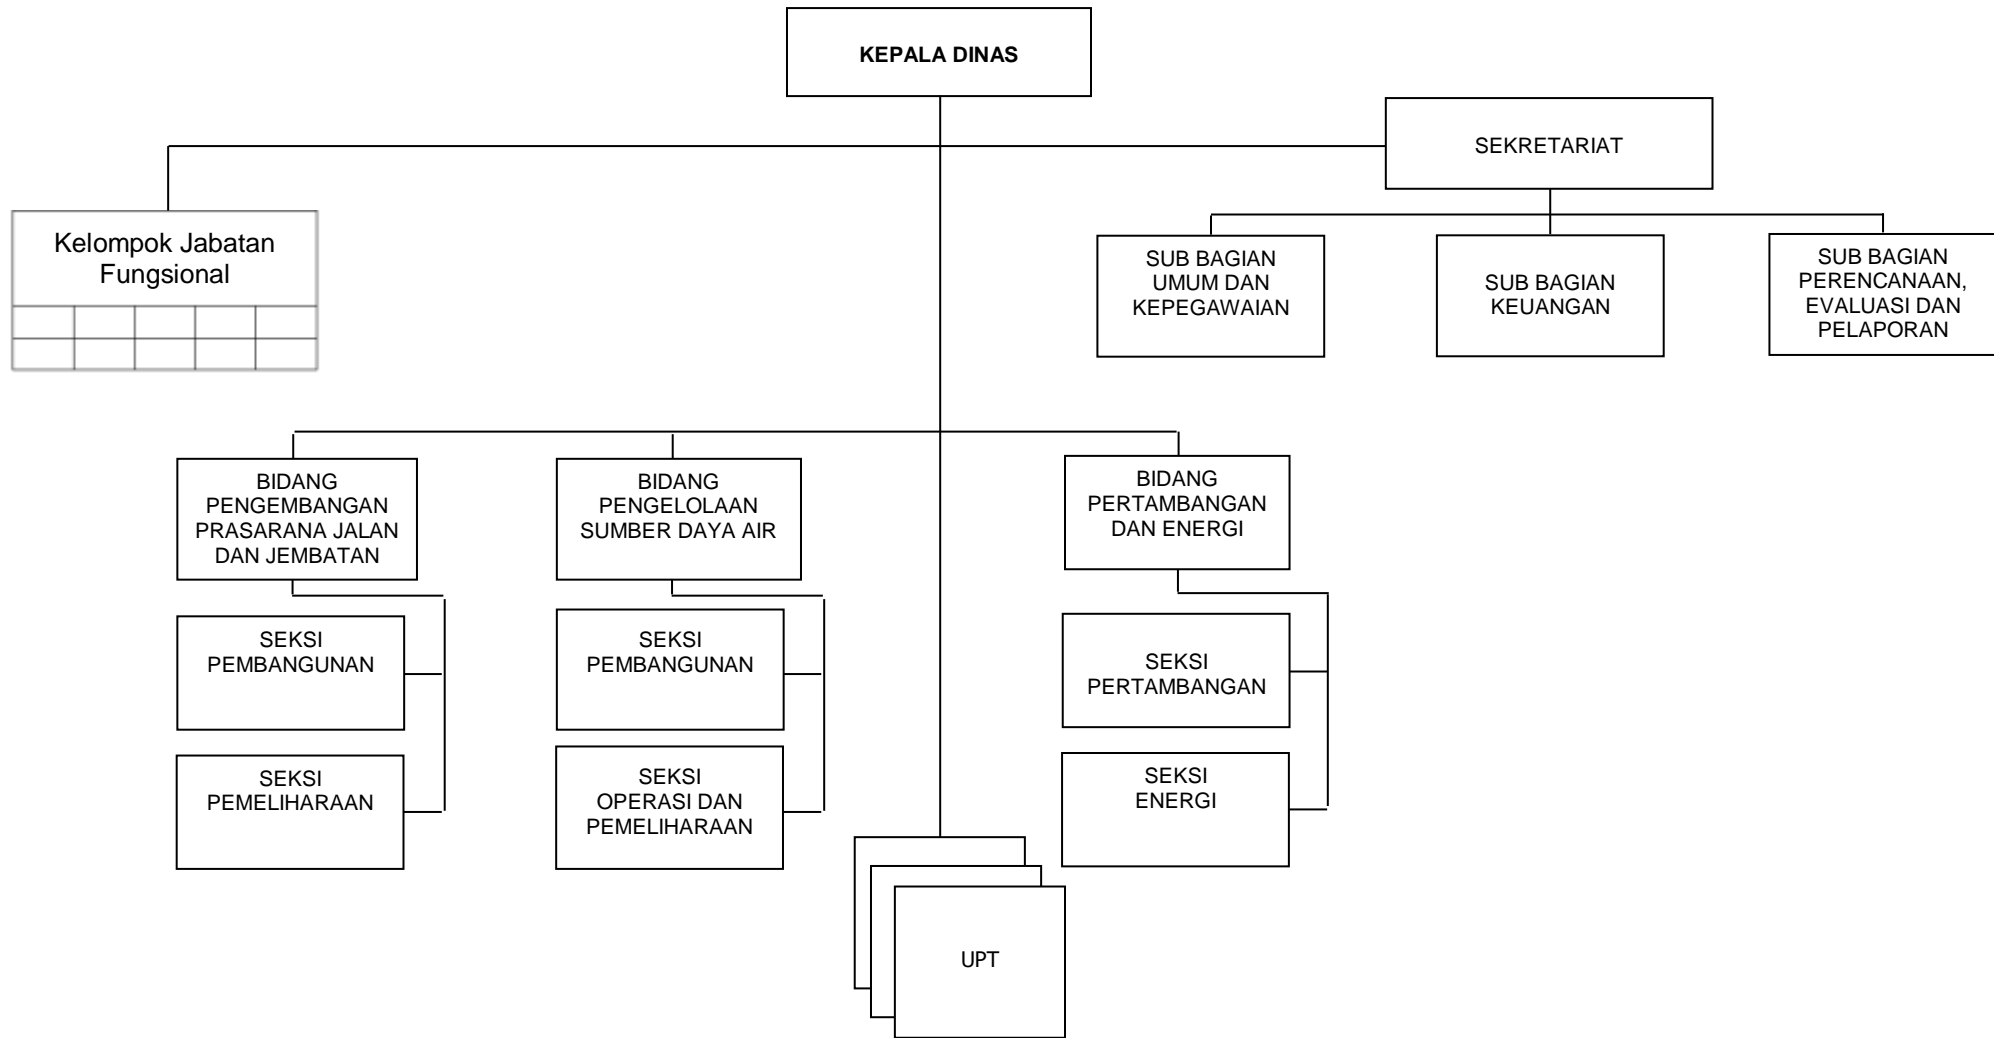 KEPALA DINAS
SEKRETARIAT
Kelompok Jabatan
Fungsional
SUB BAGIAN
UMUM DAN
KEPEGAWAIAN
SUB BAGIAN
KEUANGAN
SUB BAGIAN
PERENCANAAN,
EVALUASI DAN
PELAPORAN
BIDANG
PENGEMBANGAN
PRASARANA JALAN
DAN JEMBATAN
BIDANG
PENGELOLAAN
SUMBER DAYA AIR
BIDANG
PERTAMBANGAN
DAN ENERGI
SEKSI
PEMBANGUNAN
SEKSI
PEMBANGUNAN
SEKSI
PERTAMBANGAN
SEKSI
PEMELIHARAAN
SEKSI
OPERASI DAN
PEMELIHARAAN
SEKSI
ENERGI
UPT